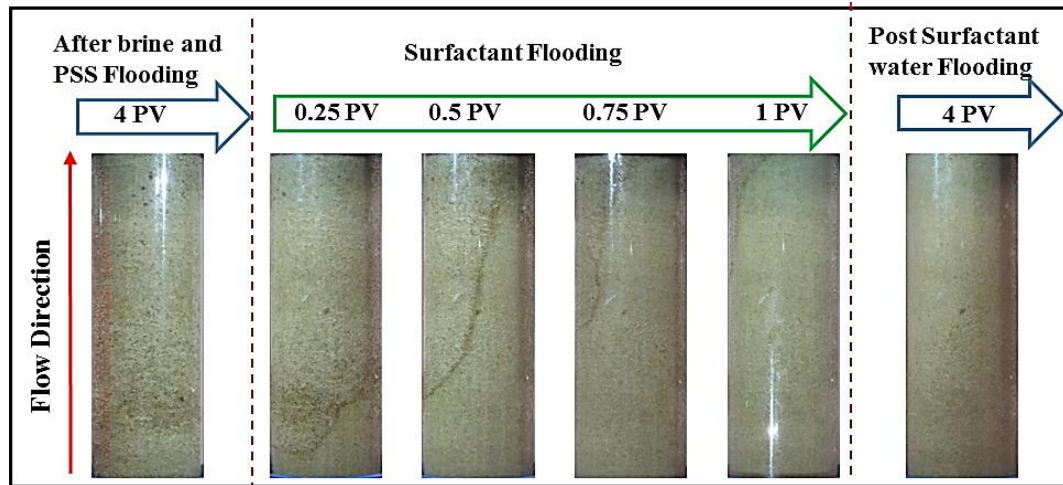 After brine and
PSS Flooding
4 PV
Surfactant Flooding
0.25 PV
0.5 PV
0.75 PV
1 PV
Post Surfactant
water Flooding
4 PV
Flow Direction